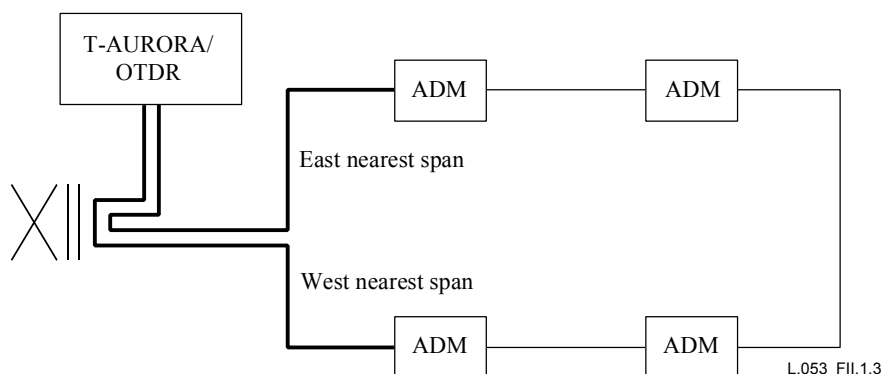 T-AURORA/
OTDR
ADM
ADM
East nearest span
West nearest span
ADM
ADM
L.053_FII.1.3